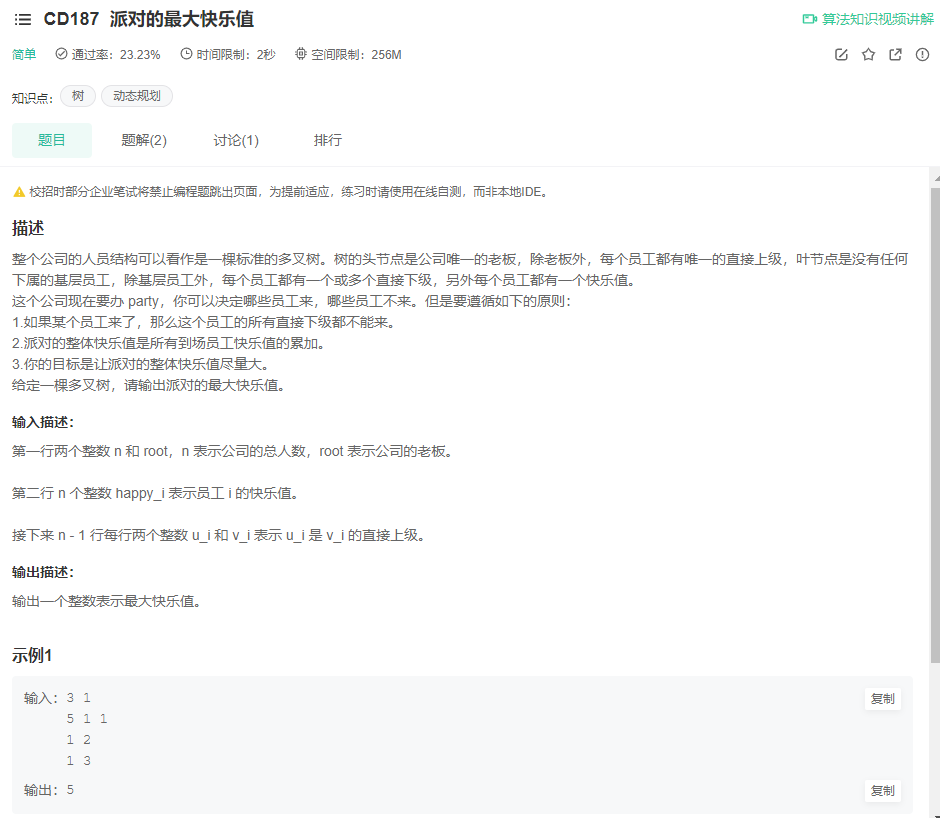 CD187 派对的最大快乐值
算法知识视频讲解
简单 通过率：23.23% 时间限制：2秒 空间限制：256M
知识点： 树 动态规划
题目 题解(2) 讨论(1) 排行
校招时部分企业笔试将禁止编程题跳出页面，为提前适应，练习时请使用在线自测，而非本地IDE。
描述
整个公司的人员结构可以看作是一棵标准的多叉树。树的头节点是公司唯一的老板，除老板外，每个员工都有唯一的直接上级，叶节点是没有任何
下属的基层员工，除基层员工外，每个员工都有一个或多个直接下级，另外每个员工都有一个快乐值。
这个公司现在要办 party，你可以决定哪些员工来，哪些员工不来。但是要遵循如下的原则：
1.如果某个员工来了，那么这个员工的所有直接下级都不能来。
2.派对的整体快乐值是所有到场员工快乐值的累加。
3.你的目标是让派对的整体快乐值尽量大。
给定一棵多叉树，请输出派对的最大快乐值。
输入描述：
第一行两个整数 n 和 root，n 表示公司的总人数，root 表示公司的老板。
第二行 n 个整数 happy_i 表示员工 i 的快乐值。
接下来 n - 1 行每行两个整数 u_i 和 v_i 表示 u_i 是 v_i 的直接上级。
输出描述：
输出一个整数表示最大快乐值。
示例1
输入：3 1 复制
5 1 1
1 2
1 3
输出：5 复制